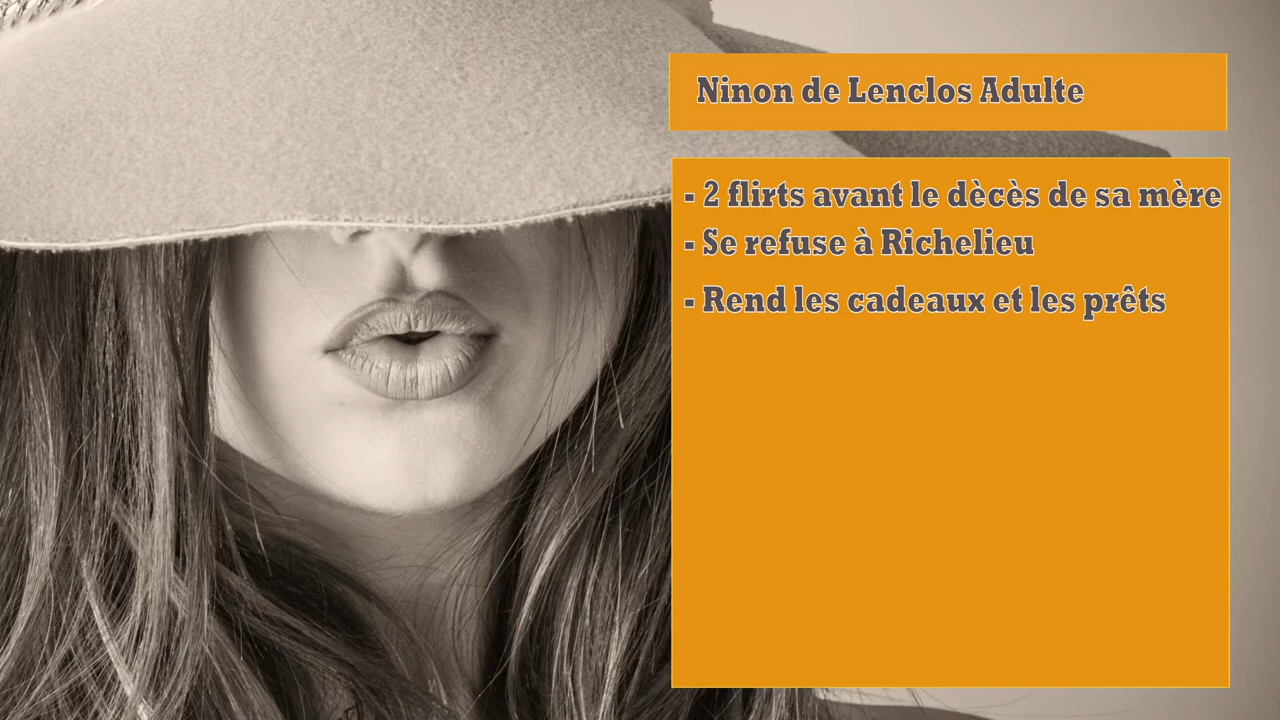 Ninon de Lenclos Adulte
- 2 flirts avant le dècès de sa mère
- Se refuse à Richelieu
- Rend les cadeaux et les prêts